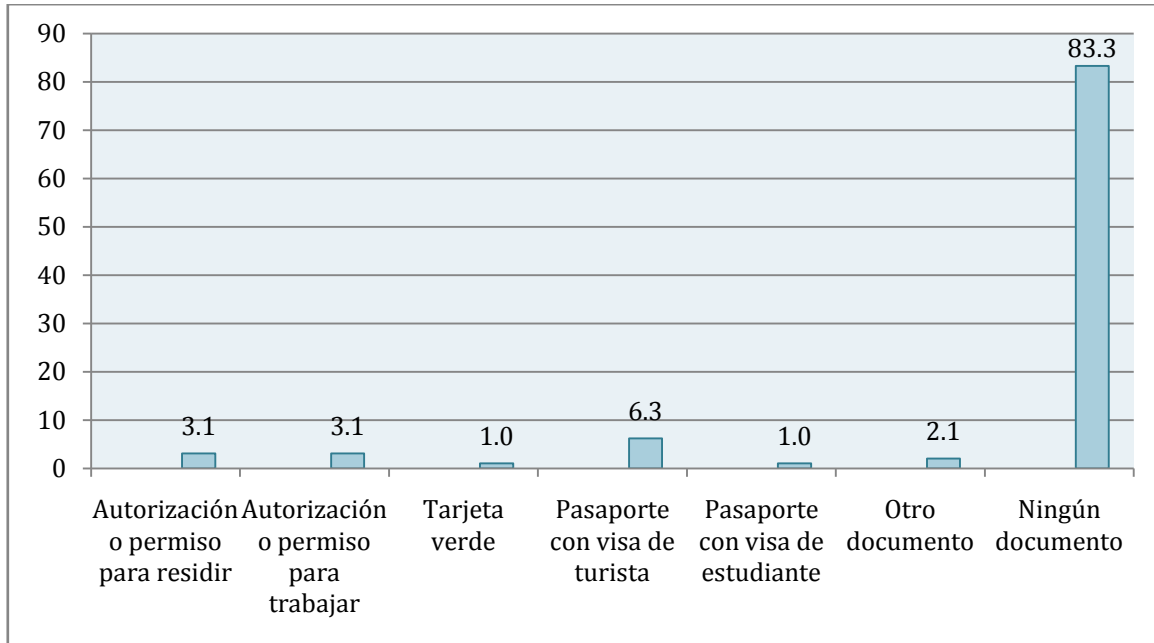 90
80
70
60
50
40
30
20
10
0
3.1
3.1
1.0
6.3
1.0
2.1
83.3
Autorización
o permiso
para residir
Autorización
o permiso
para
trabajar
Tarjeta
verde
Pasaporte
con visa de
turista
Pasaporte
con visa de
estudiante
Otro
documento
Ningún
documento